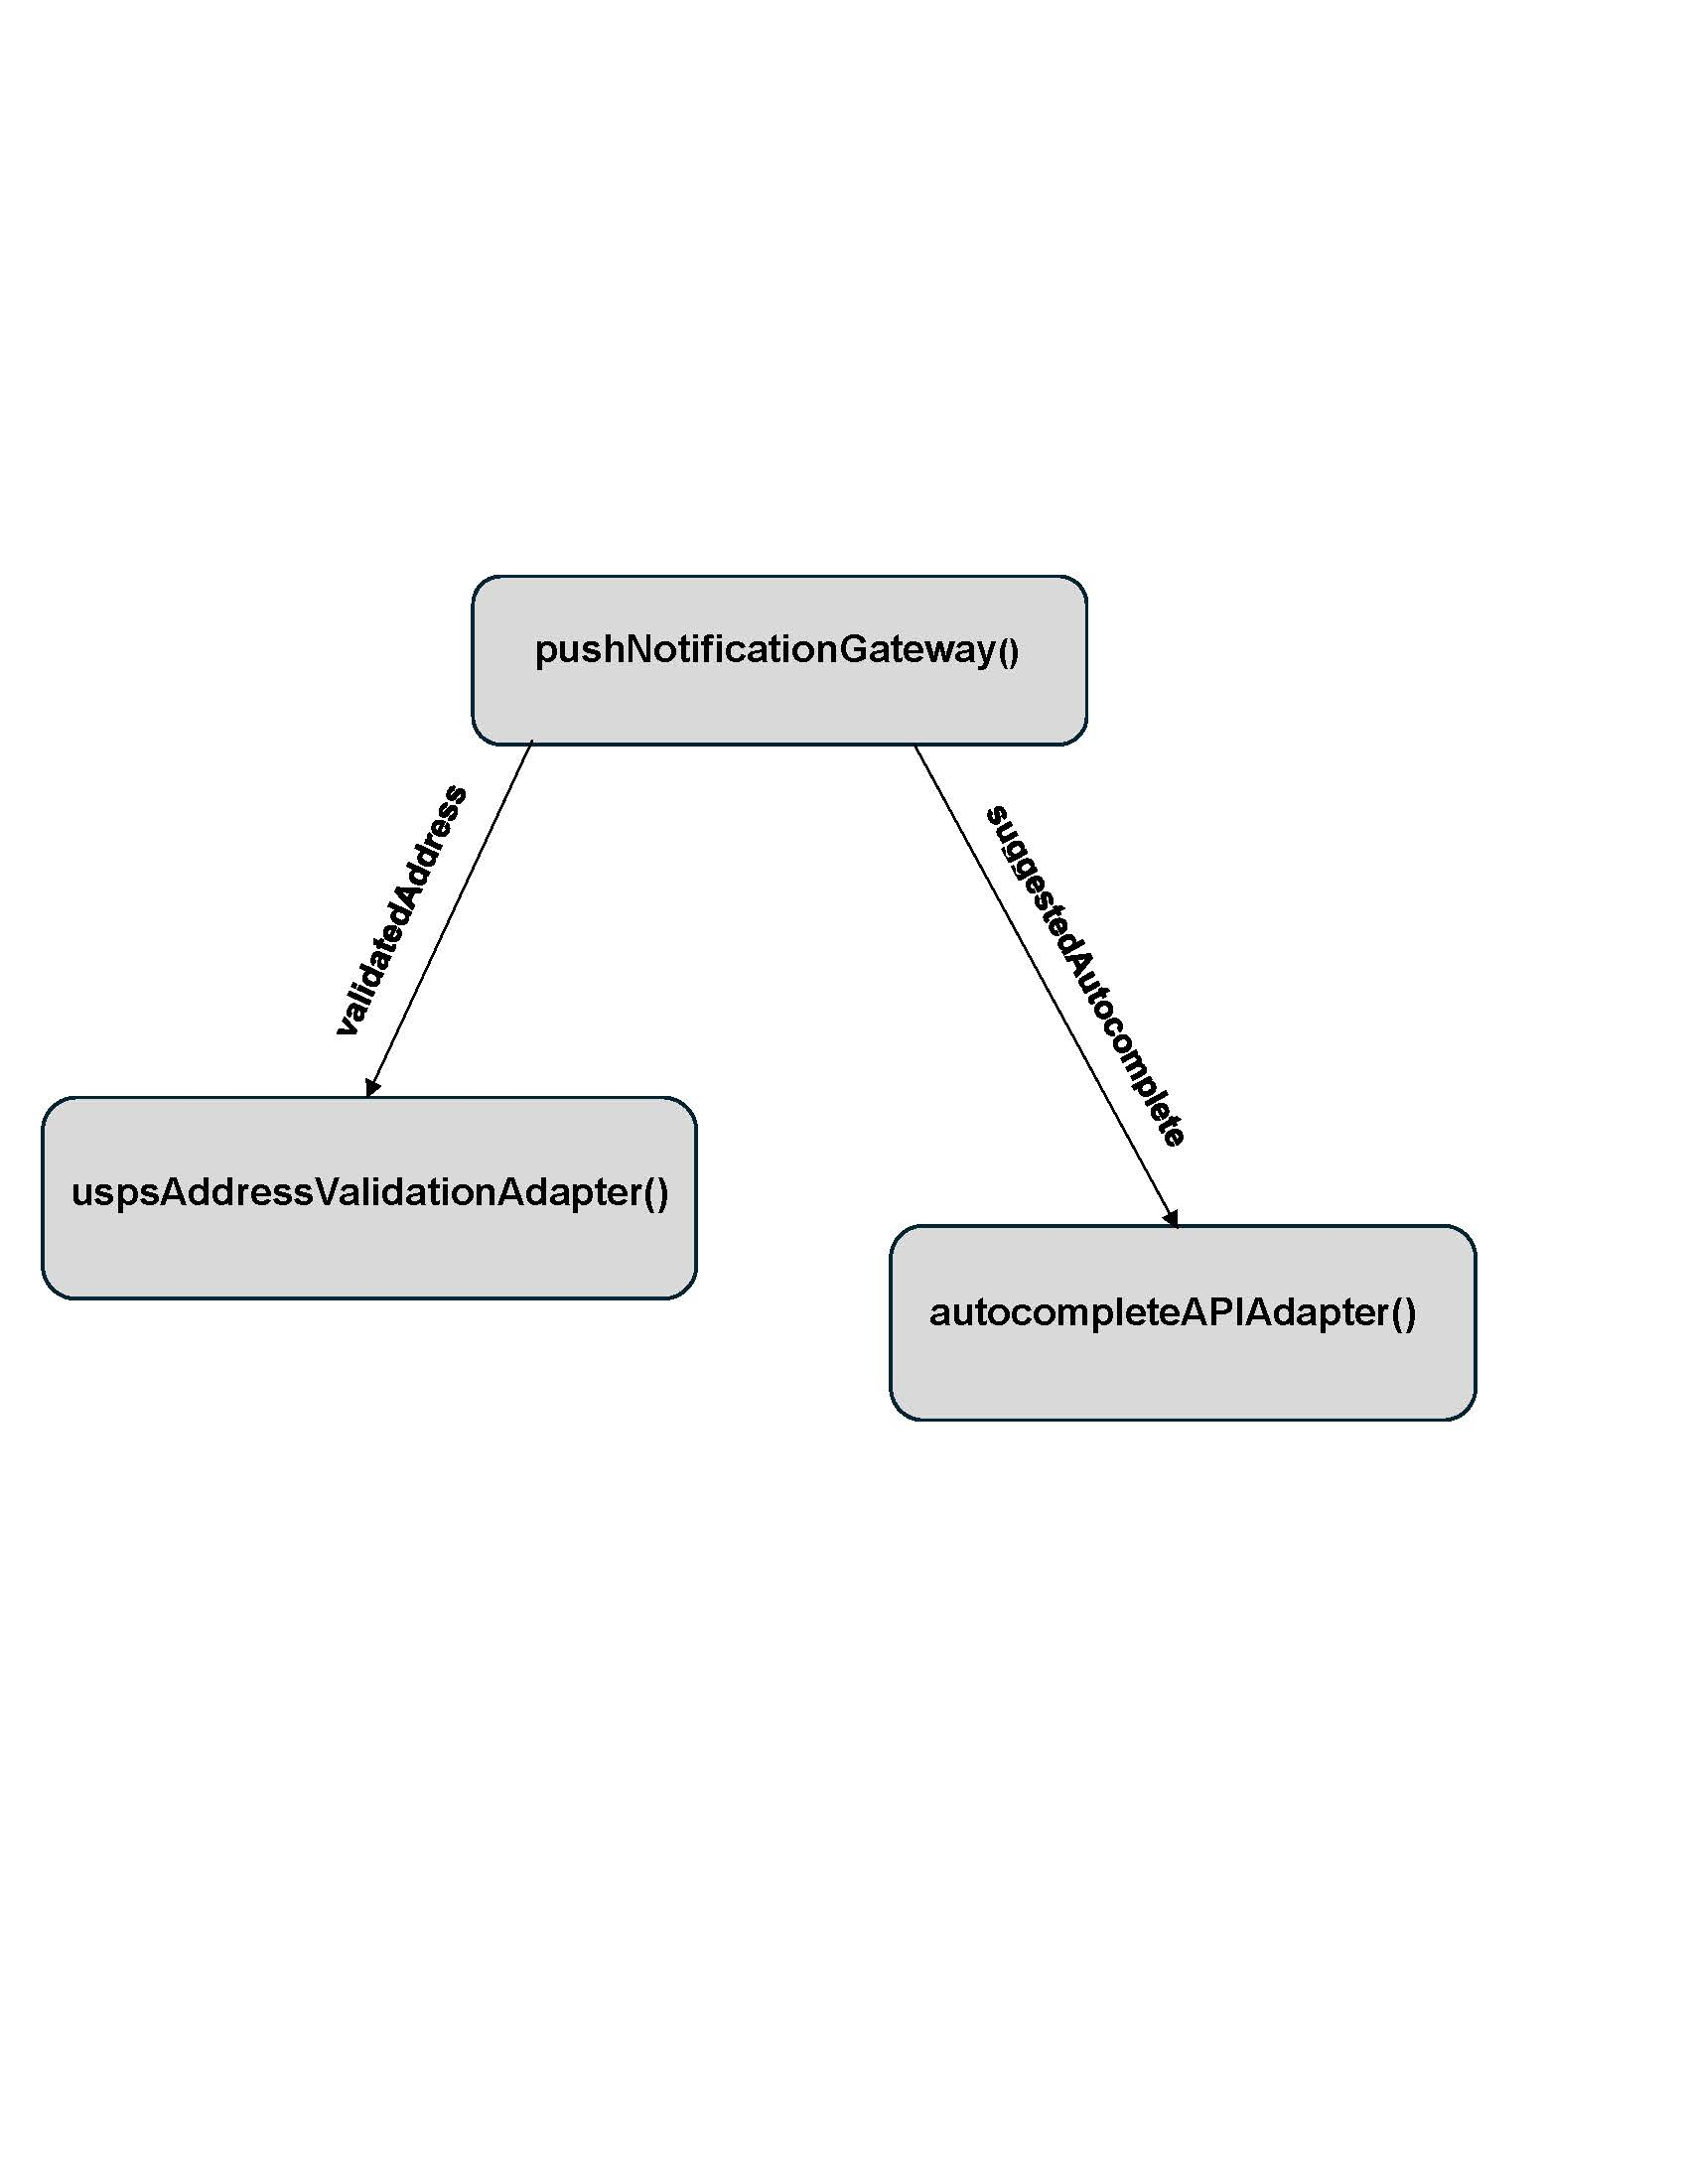 pushNotificationGateway()
validatedAddress
suggestedAutocomplete
uspsAddressValidationAdapter()
autocompleteAPIAdapter()